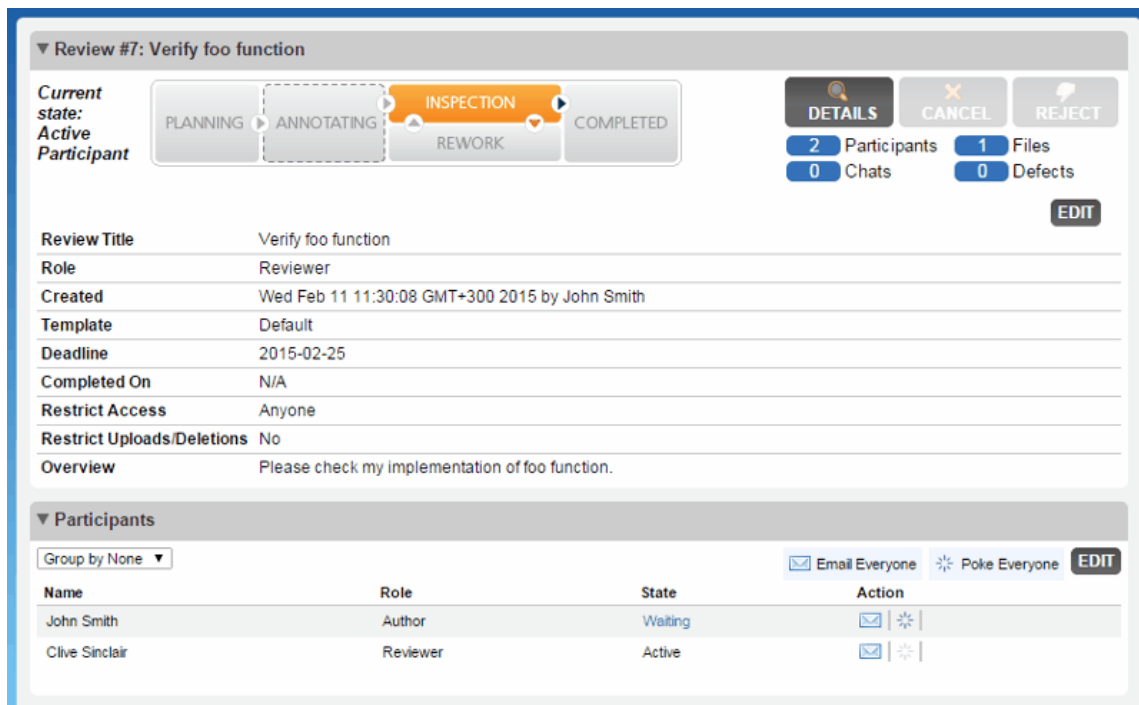 Review #7: Verify foo function
Current state: Active Participant
PLANNING
ANNOTATING
INSPECTION
REWORK
COMPLETED
DETAILS
CANCEL
REJECT
2 Participants 1 Files
0 Chats 0 Defects
EDIT
Review Title Verify foo function
Role Reviewer
Created Wed Feb 11 11:30:08 GMT+300 2015 by John Smith
Template Default
Deadline 2015-02-25
Completed On N/A
Restrict Access Anyone
Restrict Uploads/Deletions No
Overview Please check my implementation of foo function.
Participants
Group by None Email Everyone Poke Everyone EDIT
Name Role State Action
John Smith Author Waiting
Clive Sinclair Reviewer Active